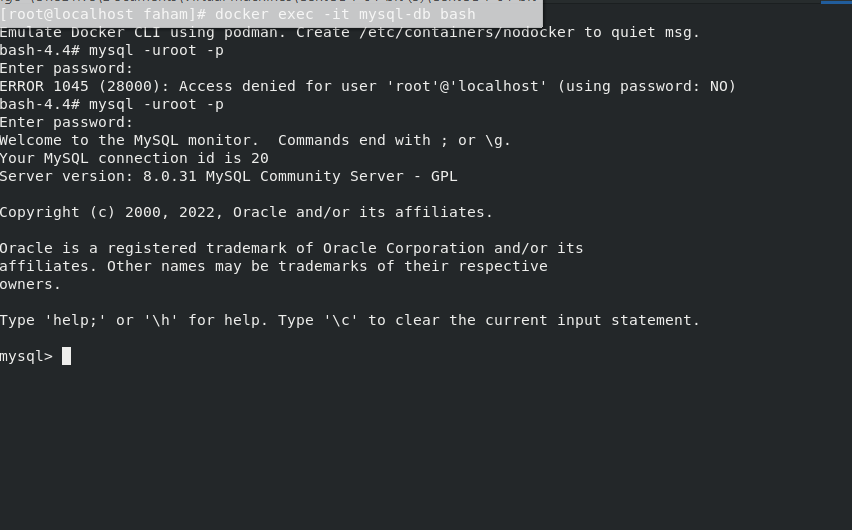 [root@localhost faham]# docker exec -it mysql-db bash
Emulate Docker CLI using podman. Create /etc/containers/nodocker to quiet msg.
bash-4.4# mysql -uroot -p
Enter password:
ERROR 1045 (28000): Access denied for user 'root'@'localhost' (using password: NO)
bash-4.4# mysql -uroot -p
Enter password:
Welcome to the MySQL monitor.  Commands end with ; or \g.
Your MySQL connection id is 20
Server version: 8.0.31 MySQL Community Server - GPL
Copyright (c) 2000, 2022, Oracle and/or its affiliates.
Oracle is a registered trademark of Oracle Corporation and/or its
affiliates. Other names may be trademarks of their respective
owners.
Type 'help;' or '\h' for help. Type '\c' to clear the current input statement.
mysql>